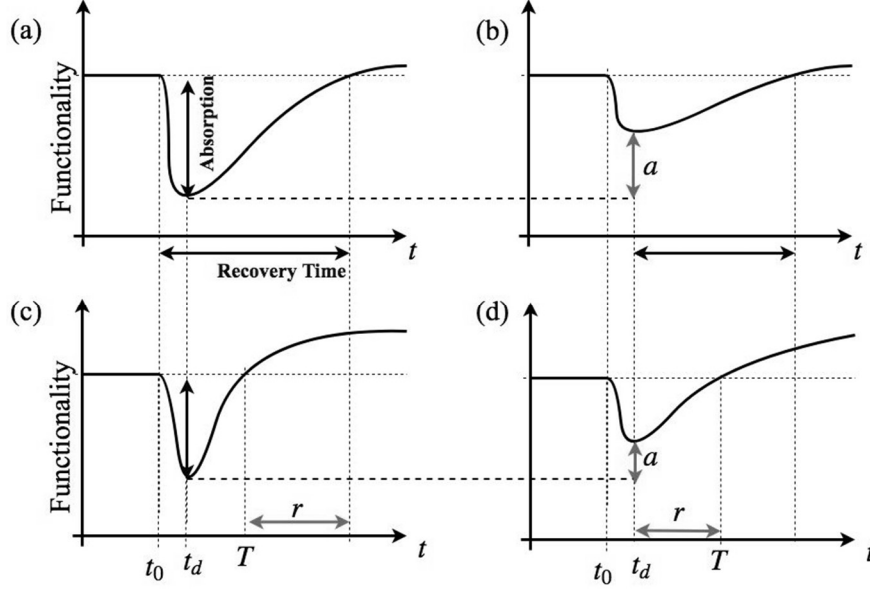 (a)
Functionality
Absorption
t
Recovery Time
(b)
a
t
(c)
Functionality
r
t
t0
td
T
(d)
a
r
t
t0
td
T